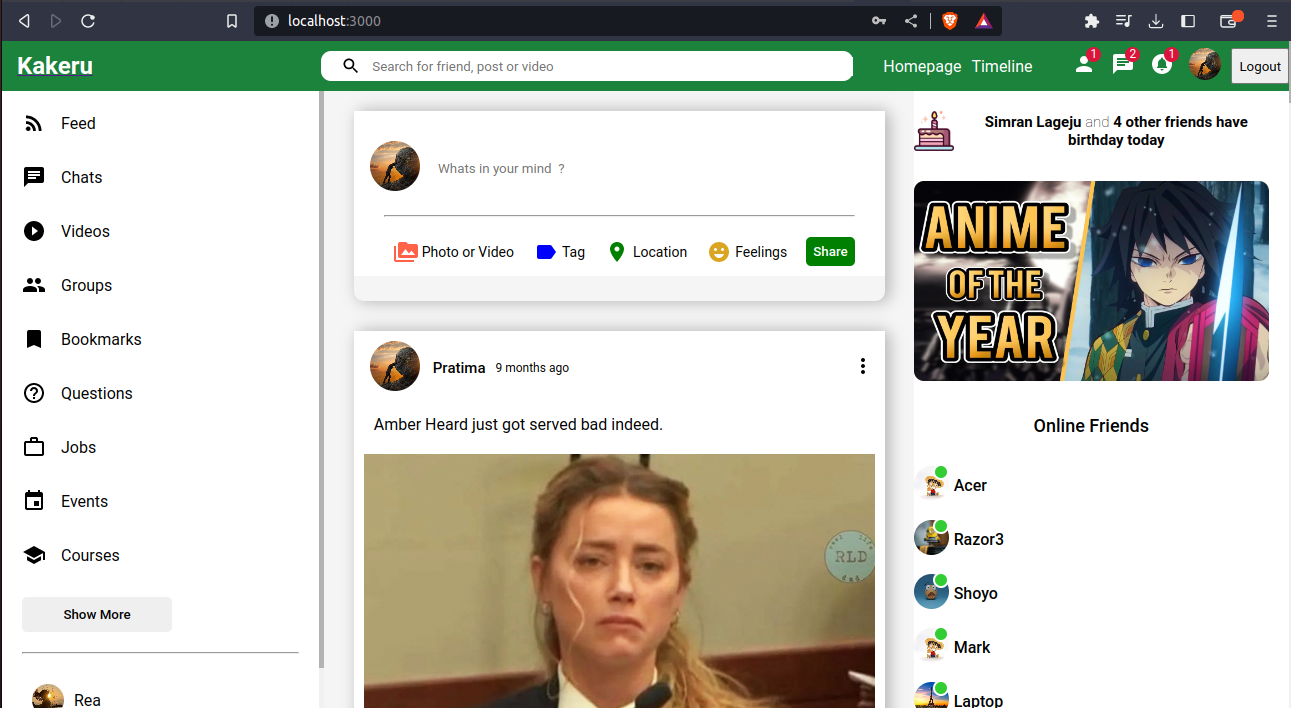 localhost:3000
Kakeru
Search for friend, post or video
Homepage Timeline
1
2
1
Logout
Feed
Chats
Videos
Groups
Bookmarks
Questions
Jobs
Events
Courses
Show More
Rea
Whats in your mind ?
Photo or Video Tag Location Feelings Share
Pratima 9 months ago
Amber Heard just got served bad indeed.
real life
RLD
dad
Simran Lageju and 4 other friends have
birthday today
ANIME
OF THE
YEAR
Online Friends
Acer
Razor3
Shoyo
Mark
Laptop